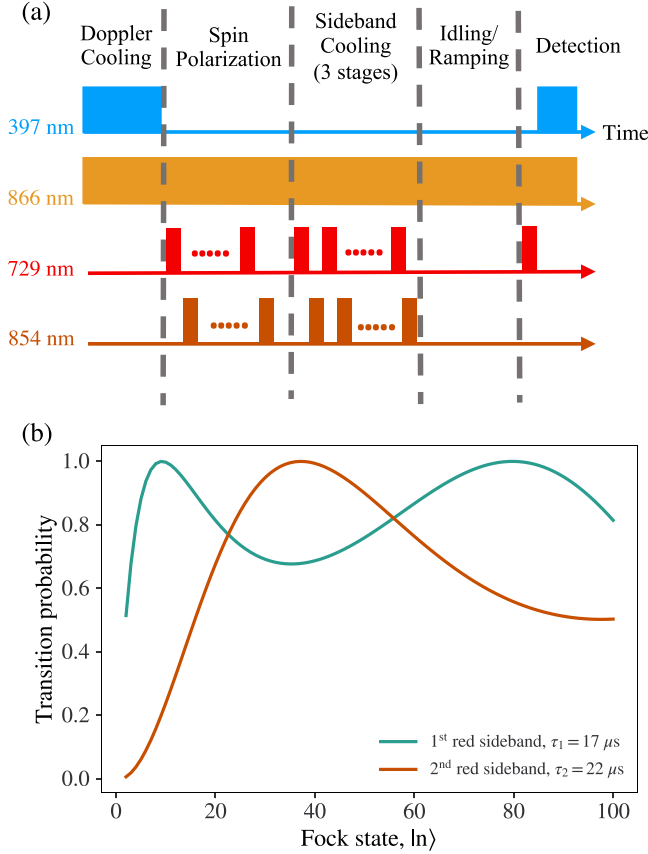 (a)
Doppler
Cooling
Spin
Polarization
Sideband
Cooling
(3 stages)
Idling/
Ramping
Detection
397 nm
Time
866 nm
729 nm
854 nm
(b)
Transition probability
1.0
0.8
0.6
0.4
0.2
0.0
1st red sideband, τ1 = 17 μs
2nd red sideband, τ2 = 22 μs
0 20 40 60 80 100
Fock state, |n⟩